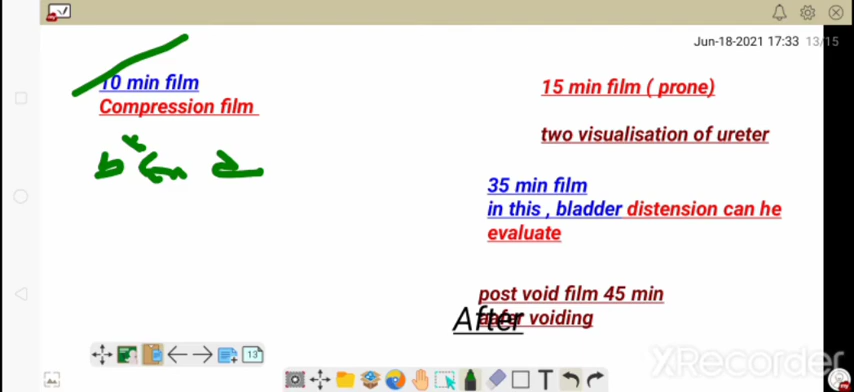 Jun-18-2021 17:33 13/15
10 min film
Compression film
15 min film ( prone)
two visualisation of ureter
35 min film
in this , bladder distension can he
evaluate
post void film 45 min
After voiding
13
XRecorder